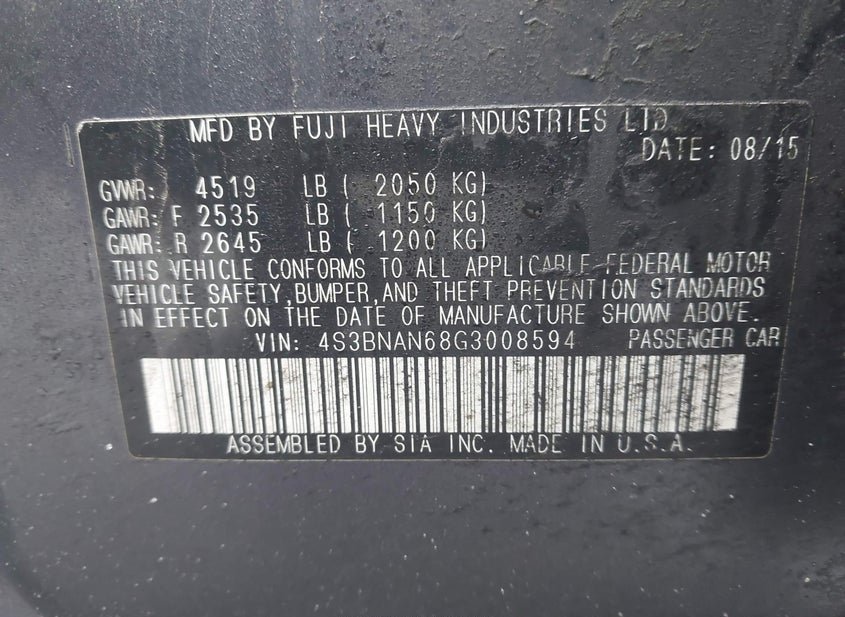 MFD BY FUJI HEAVY INDUSTRIES LTD.
DATE: 08/15
GVWR: 4519 LB ( 2050 KG)
GAWR: F 2535 LB ( 1150 KG)
GAWR: R 2645 LB ( 1200 KG)
THIS VEHICLE CONFORMS TO ALL APPLICABLE FEDERAL MOTOR
VEHICLE SAFETY,BUMPER,AND THEFT PREVENTION STANDARDS
IN EFFECT ON THE DATE OF MANUFACTURE SHOWN ABOVE.
VIN: 4S3BNAN68G3008594 PASSENGER CAR
ASSEMBLED BY SIA INC. MADE IN U.S.A.